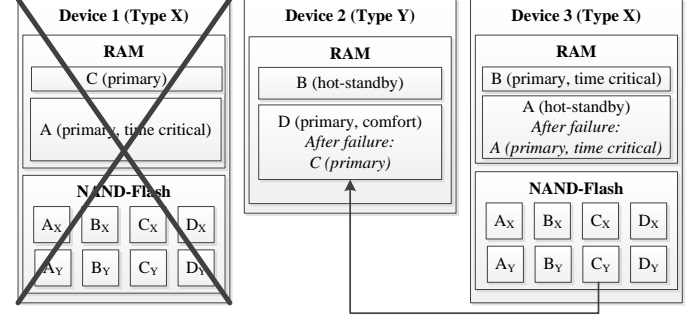 Device 1 (Type X)
RAM
C (primary)
A (primary, time critical)
NAND-Flash
AX BX CX DX
AY BY CY DY
Device 2 (Type Y)
RAM
B (hot-standby)
D (primary, comfort)
After failure:
C (primary)
Device 3 (Type X)
RAM
B (primary, time critical)
A (hot-standby)
After failure:
A (primary, time critical)
NAND-Flash
AX BX CX DX
AY BY CY DY